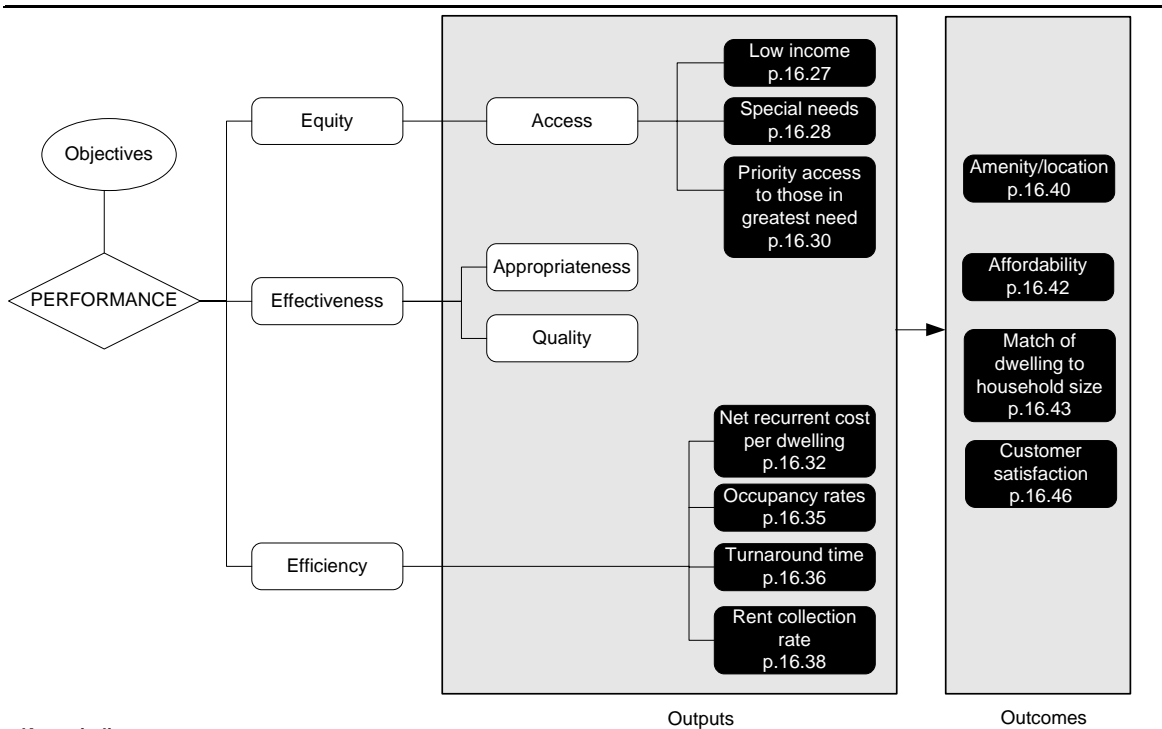 Objectives
PERFORMANCE
Equity
Effectiveness
Efficiency
Access
Appropriateness
Quality
Low income
p.16.27
Special needs
p.16.28
Priority access
to those in
greatest need
p.16.30
Net recurrent cost
per dwelling
p.16.32
Occupancy rates
p.16.35
Turnaround time
p.16.36
Rent collection
rate
p.16.38
Amenity/location
p.16.40
Affordability
p.16.42
Match of
dwelling to
household size
p.16.43
Customer
satisfaction
p.16.46
Outputs
Outcomes